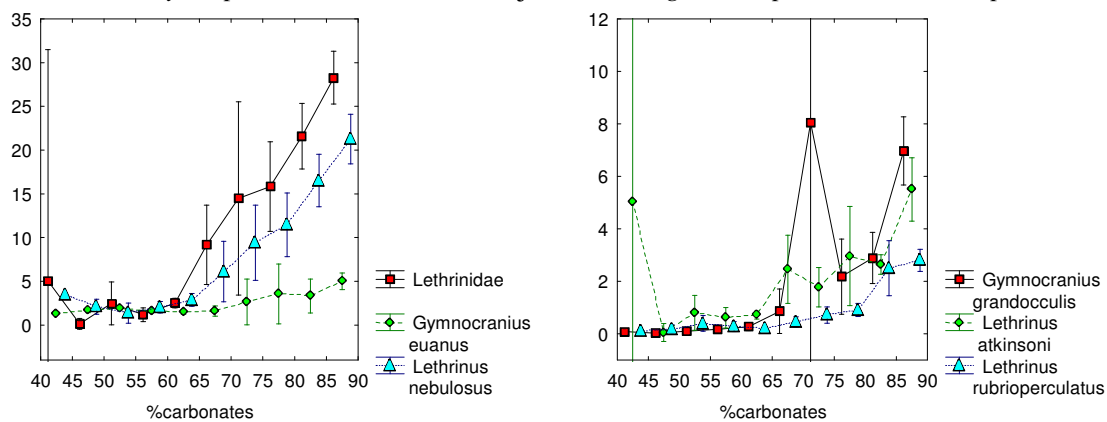 35
30
25
20
15
10
5
0
40 45 50 55 60 65 70 75 80 85 90
%carbonates
Lethrinidae
Gymnocranius
euanus
Lethrinus
nebulosus
12
10
8
6
4
2
0
40 45 50 55 60 65 70 75 80 85 90
%carbonates
Gymnocranius
grandocculis
Lethrinus
atkinsoni
Lethrinus
rubrioperculatus